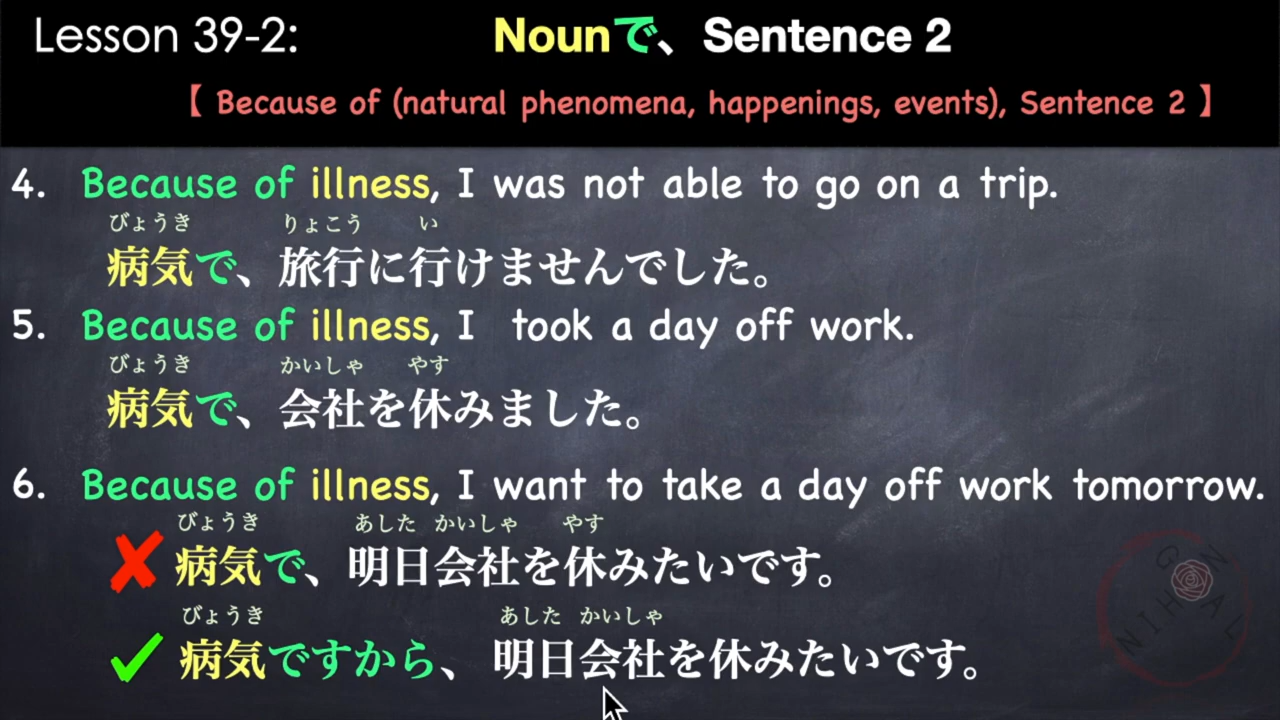 Lesson 39-2: Nounで、Sentence 2
【 Because of (natural phenomena, happenings, events), Sentence 2 】
4. Because of illness, I was not able to go on a trip.
びょうき りょこう い
病気で、旅行に行けませんでした。
5. Because of illness, I took a day off work.
びょうき かいしゃ やす
病気で、会社を休みました。
6. Because of illness, I want to take a day off work tomorrow.
びょうき あした かいしゃ やす
✘ 病気で、明日会社を休みたいです。
びょうき あした かいしゃ
✓ 病気ですから、明日会社を休みたいです。
NIHONGOAL